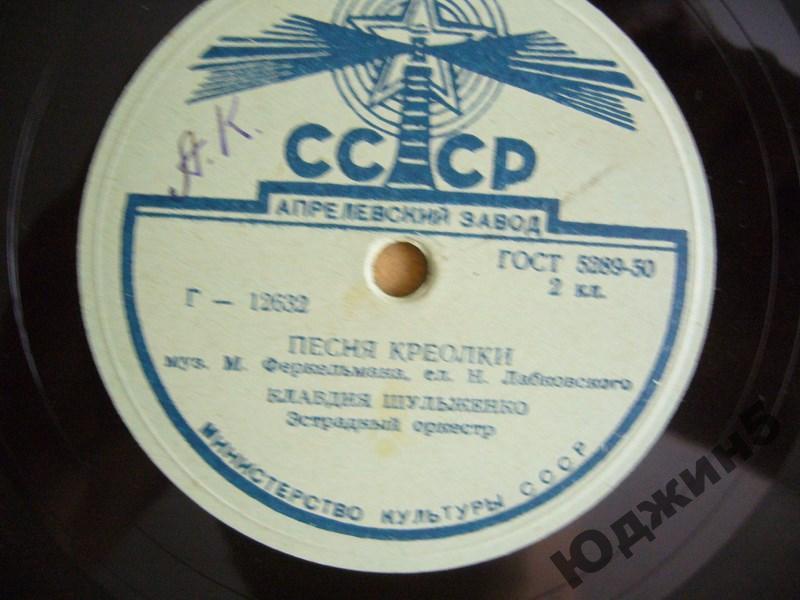 А. К.
СССР
АПРЕЛЕВСКИЙ ЗАВОД
ГОСТ 5289-50
2 кл.
Г – 12632
ПЕСНЯ КРЕОЛКИ
муз. М. Феркельмана, сл. Н. Лабковского
КЛАВДИЯ ШУЛЬЖЕНКО
Эстрадный оркестр
МИНИСТЕРСТВО КУЛЬТУРЫ СССР
Юджин5